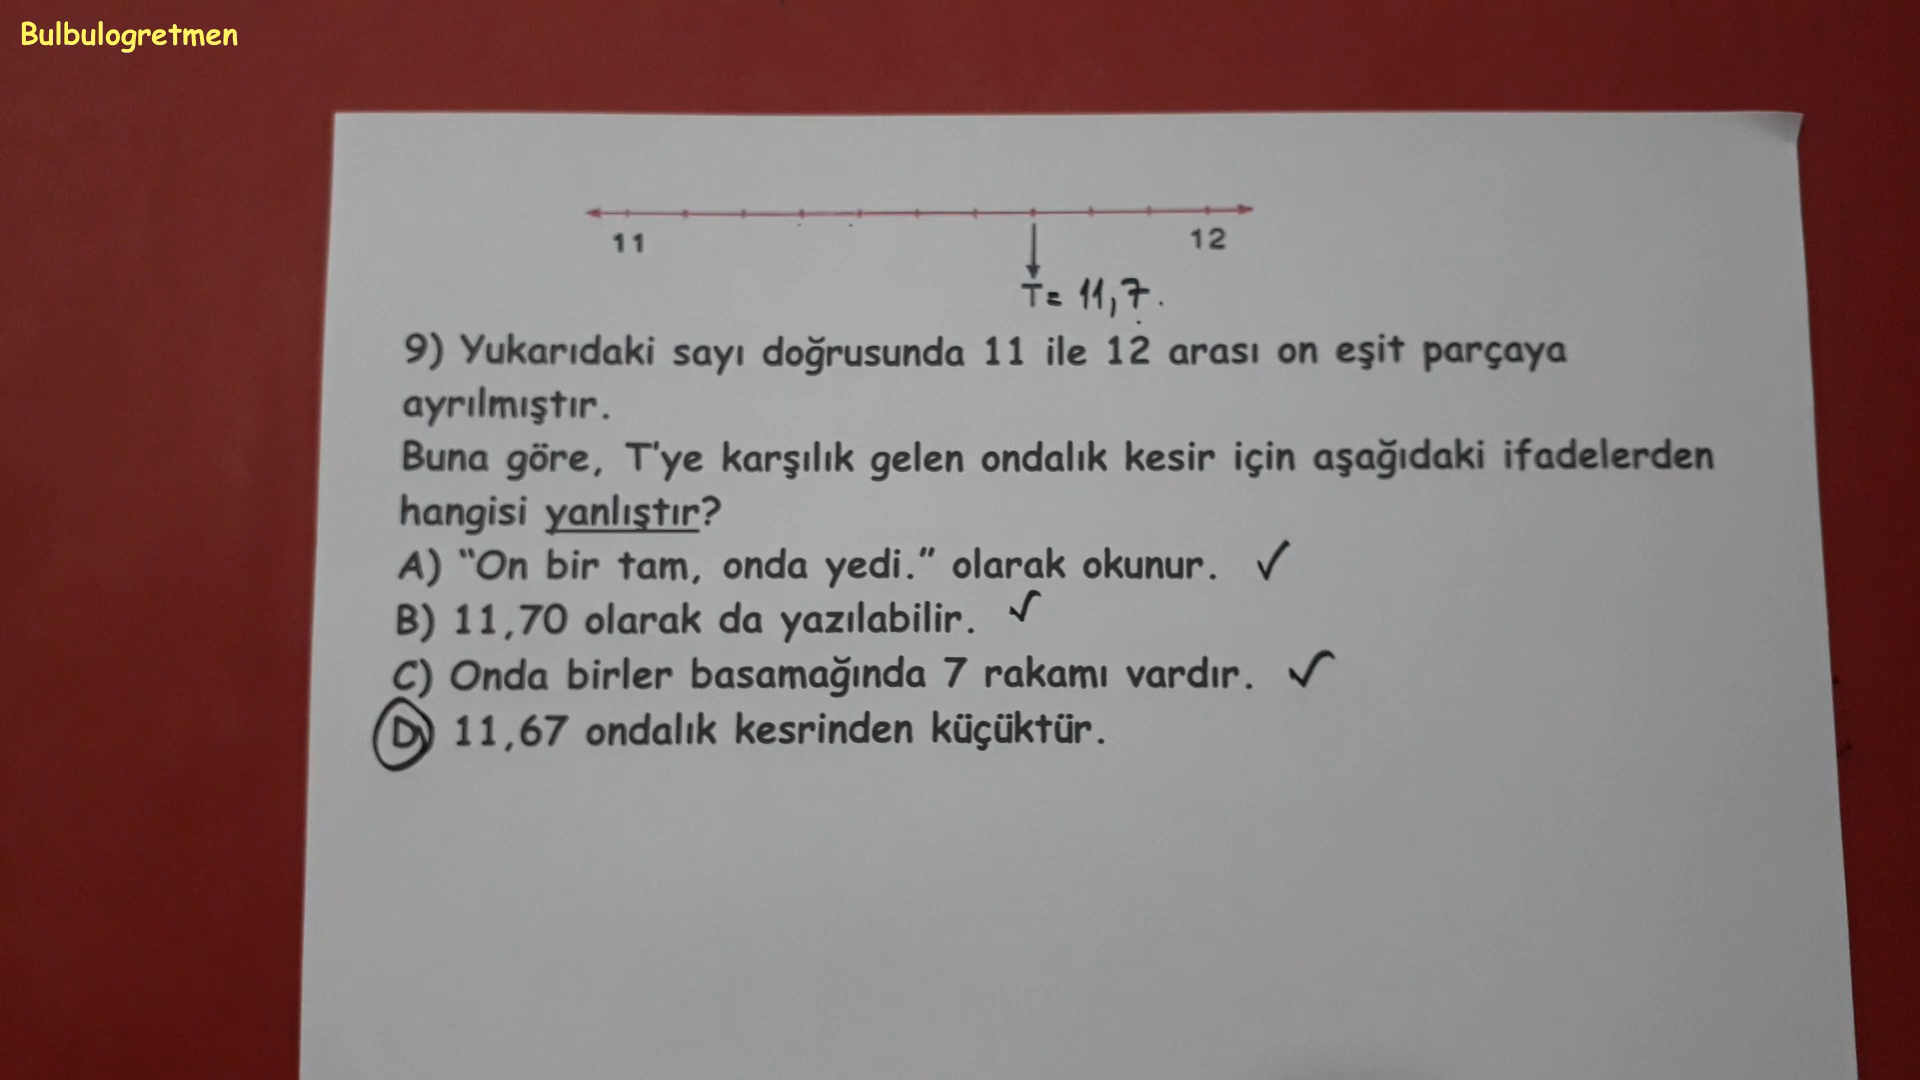 Bulbulogretmen
11 12
T= 11,7.
9) Yukarıdaki sayı doğrusunda 11 ile 12 arası on eşit parçaya
ayrılmıştır.
Buna göre, T'ye karşılık gelen ondalık kesir için aşağıdaki ifadelerden
hangisi yanlıştır?
A) "On bir tam, onda yedi." olarak okunur. ✓
B) 11,70 olarak da yazılabilir. ✓
C) Onda birler basamağında 7 rakamı vardır. ✓
D) 11,67 ondalık kesrinden küçüktür.